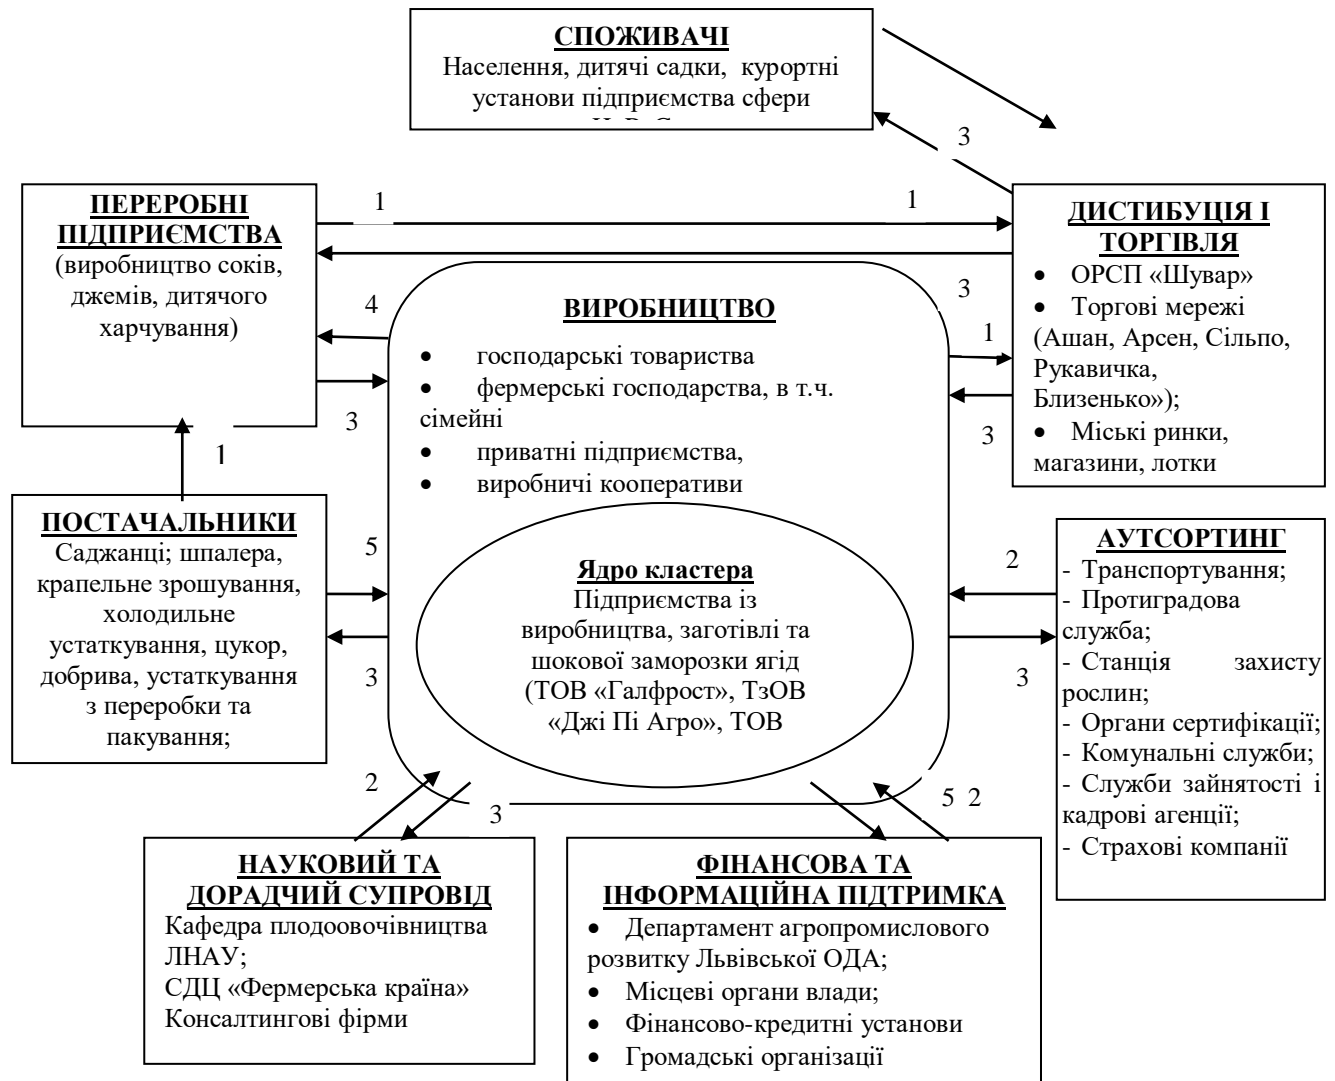 СПОЖИВАЧІ
Населення, дитячі садки, курортні
установи підприємства сфери
3
ПЕРЕРОБНІ
ПІДПРИЄМСТВА
(виробництво соків,
джемів, дитячого
харчування)
1
1
ДИСТИБУЦІЯ І
ТОРГІВЛЯ
• ОРСП «Шувар»
• Торгові мережі
(Ашан, Арсен, Сільпо,
Рукавичка,
Близенько»);
• Міські ринки,
магазини, лотки
4
3
3
1
3
1
ВИРОБНИЦТВО
• господарські товариства
• фермерські господарства, в т.ч.
сімейні
• приватні підприємства,
• виробничі кооперативи
Ядро кластера
Підприємства із
виробництва, заготівлі та
шокової заморозки ягід
(ТОВ «Галфрост», ТзОВ
«Джі Пі Агро», ТОВ
ПОСТАЧАЛЬНИКИ
Саджанці; шпалера,
крапельне зрошування,
холодильне
устаткування, цукор,
добрива, устаткування
з переробки та
пакування;
5
3
2
3
АУТСОРТИНГ
- Транспортування;
- Протиградова
служба;
- Станція захисту
рослин;
- Органи сертифікації;
- Комунальні служби;
- Служби зайнятості і
кадрові агенції;
- Страхові компанії
2
3
5 2
НАУКОВИЙ ТА
ДОРАДЧИЙ СУПРОВІД
Кафедра плодоовочівництва
ЛНАУ;
СДЦ «Фермерська країна»
Консалтингові фірми
ФІНАНСОВА ТА
ІНФОРМАЦІЙНА ПІДТРИМКА
• Департамент агропромислового
розвитку Львівської ОДА;
• Місцеві органи влади;
• Фінансово-кредитні установи
• Громадські організації